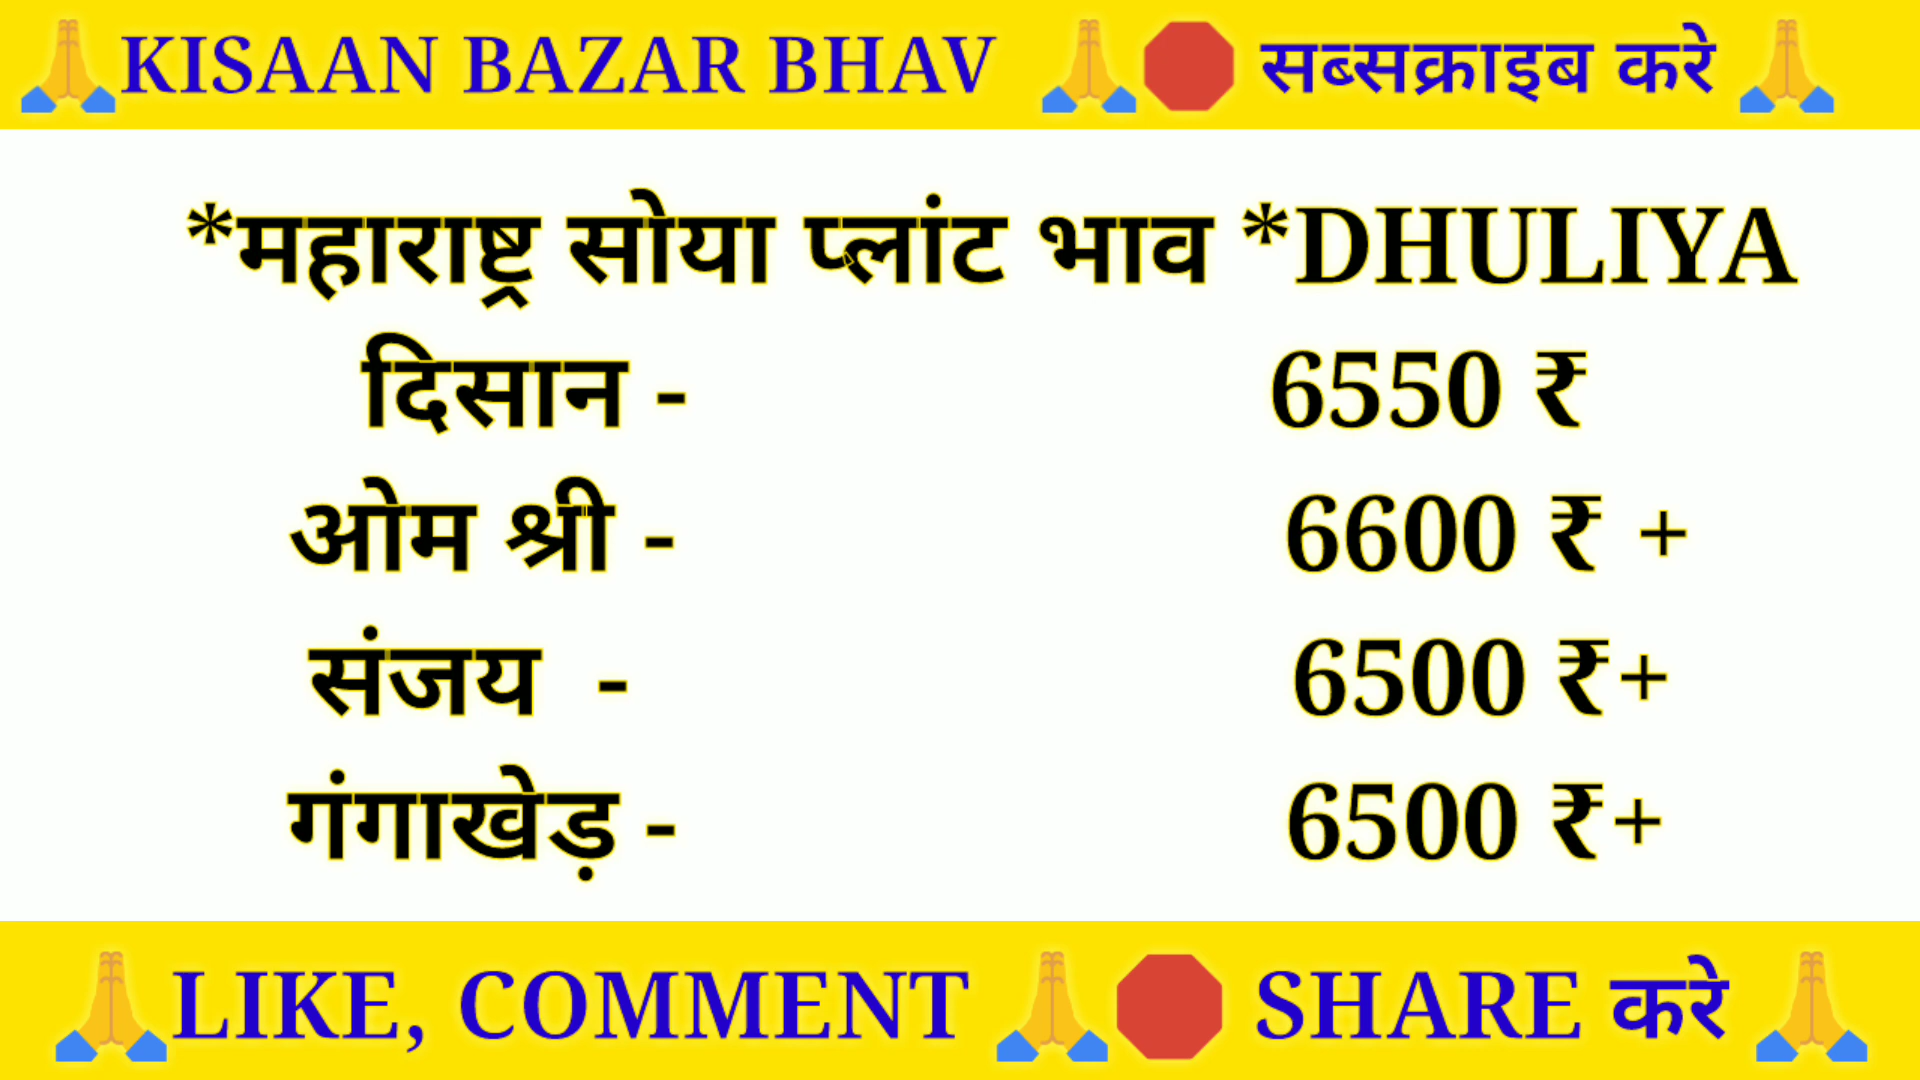 🙏KISAAN BAZAR BHAV 🙏🛑 सब्सक्राइब करे 🙏
*महाराष्ट्र सोया प्लांट भाव *DHULIYA
दिसान - 6550 ₹
ओम श्री - 6600 ₹ +
संजय - 6500 ₹+
गंगाखेड़ - 6500 ₹+
🙏LIKE, COMMENT 🙏🛑 SHARE करे 🙏